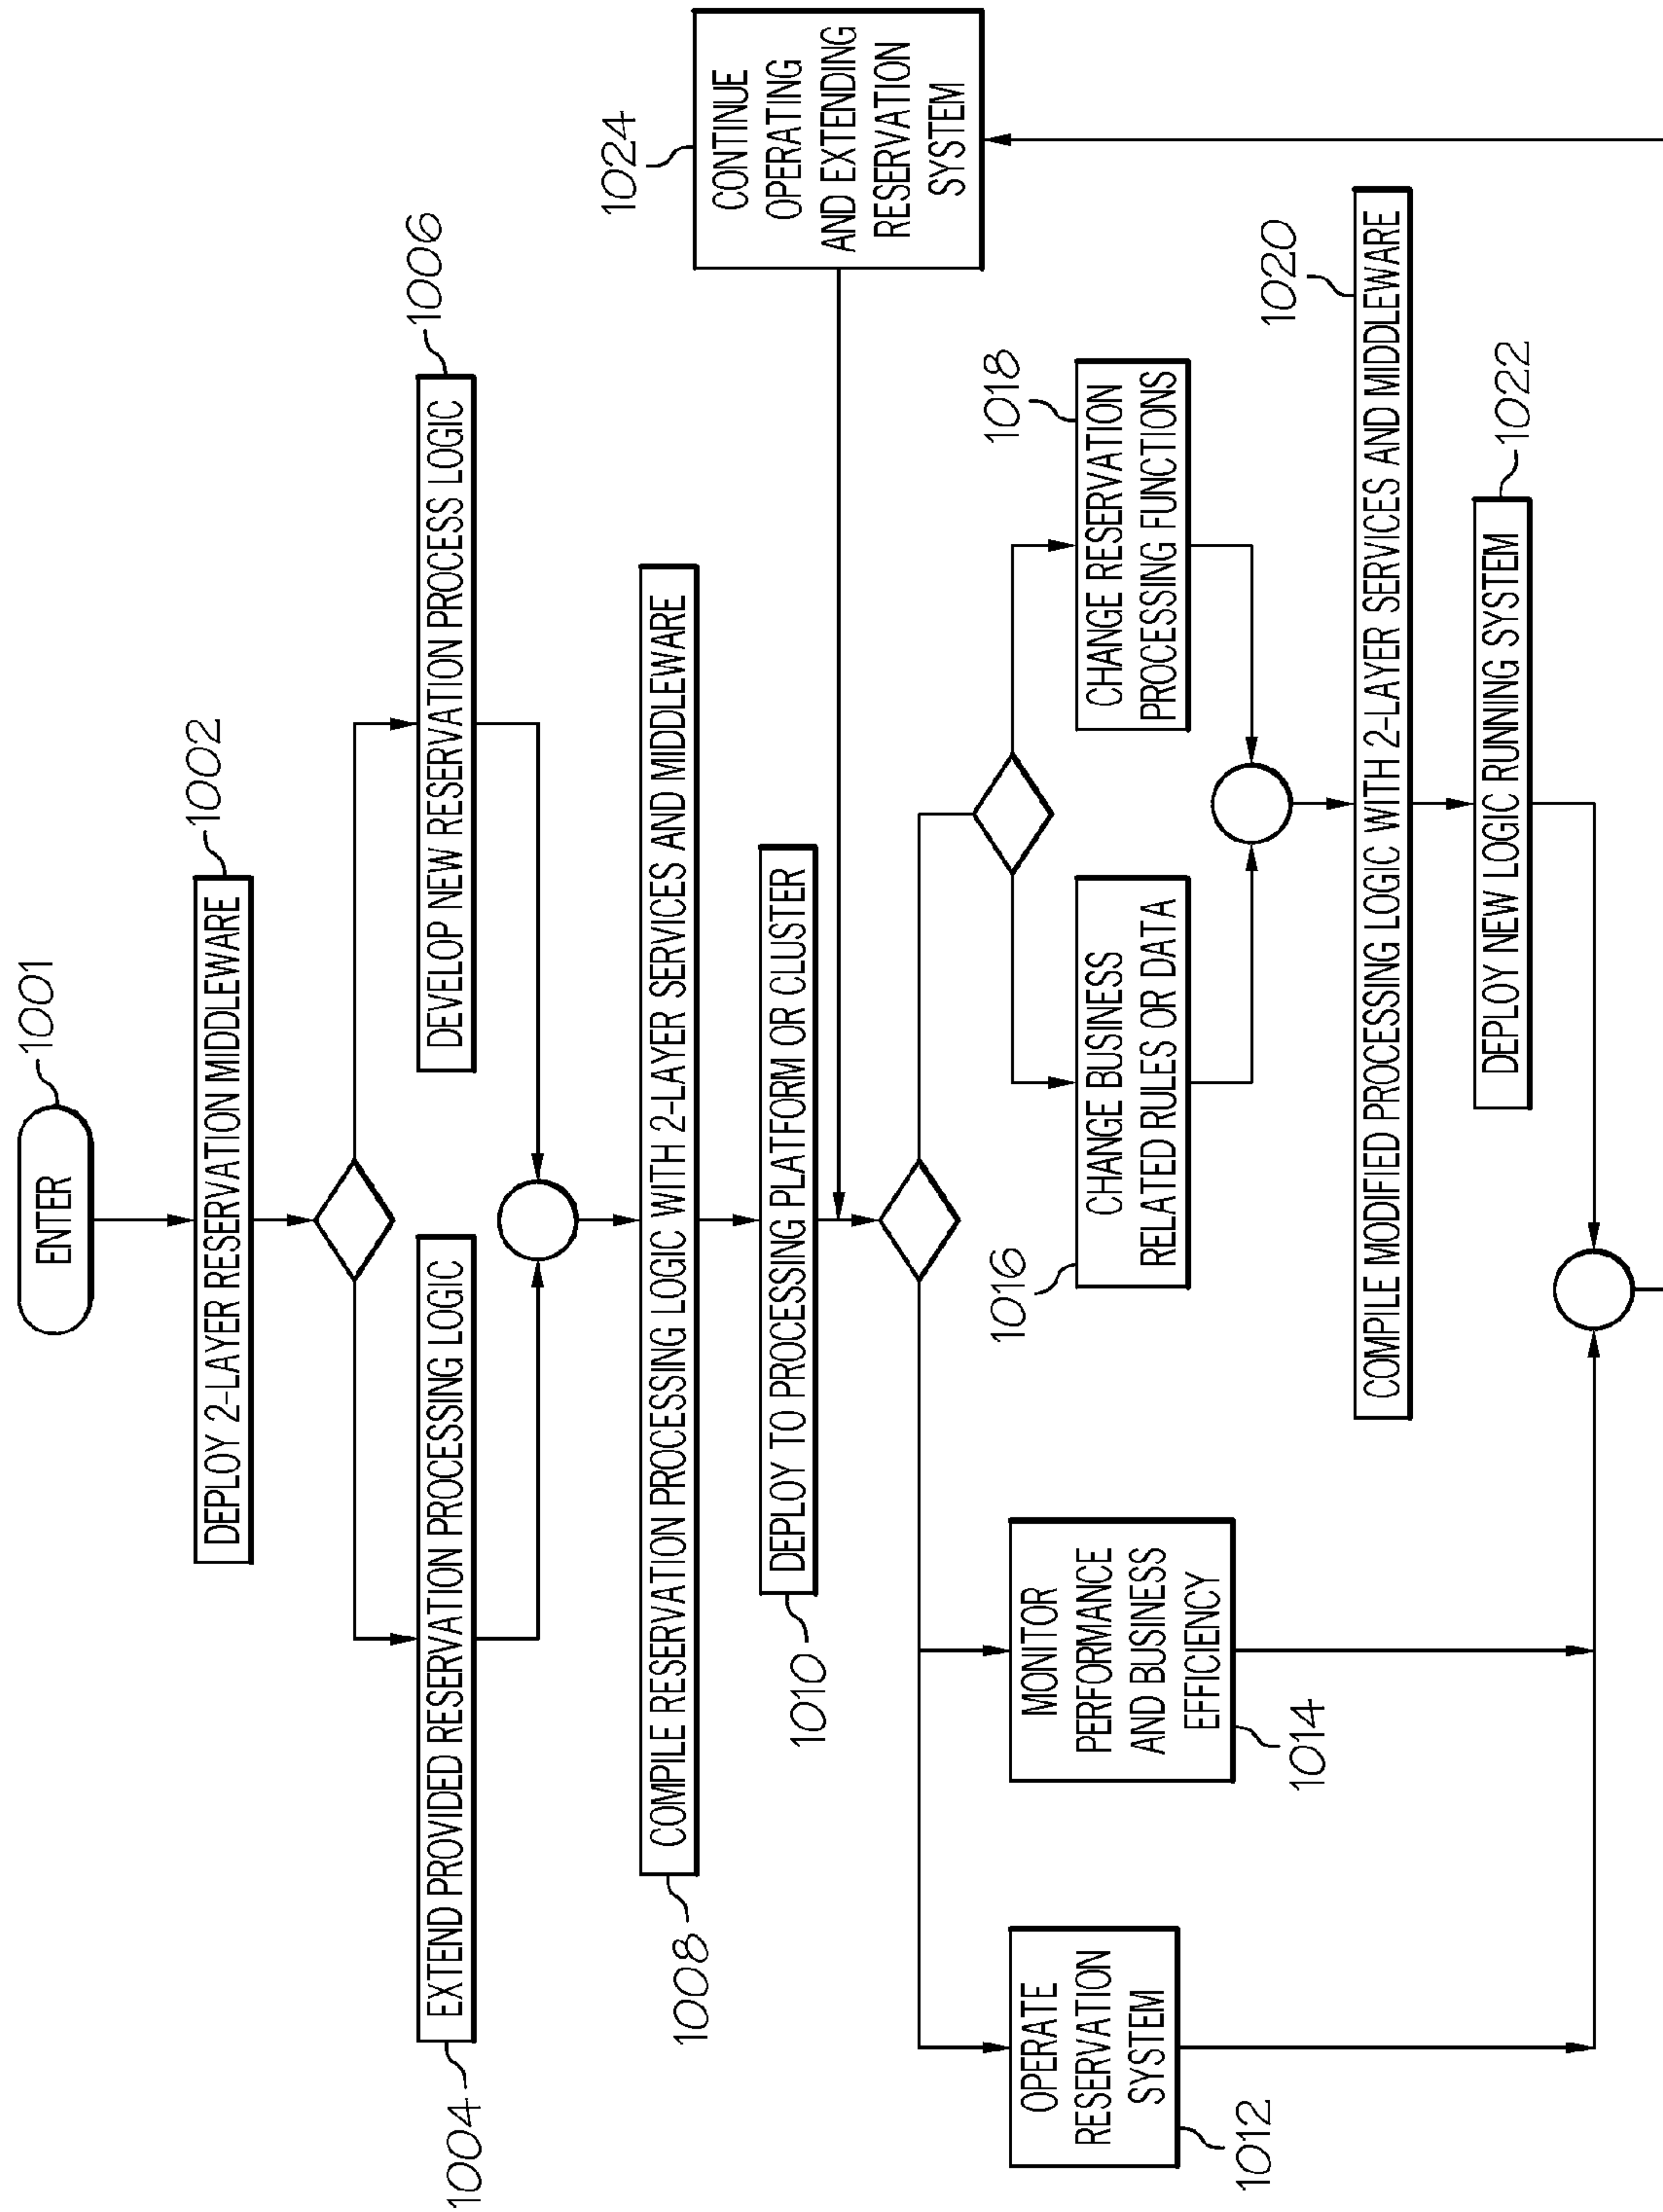 1001
ENTER
1002
DEPLOY 2-LAYER RESERVATION MIDDLEWARE
1004
EXTEND PROVIDED RESERVATION PROCESSING LOGIC
1006
DEVELOP NEW RESERVATION PROCESS LOGIC
1008
COMPILE RESERVATION PROCESSING LOGIC WITH 2-LAYER SERVICES AND MIDDLEWARE
1010
DEPLOY TO PROCESSING PLATFORM OR CLUSTER
1024
CONTINUE
OPERATING
AND EXTENDING
RESERVATION
SYSTEM
1012
OPERATE
RESERVATION
SYSTEM
1014
MONITOR
PERFORMANCE
AND BUSINESS
EFFICIENCY
1016
CHANGE BUSINESS
RELATED RULES OR DATA
1018
CHANGE RESERVATION
PROCESSING FUNCTIONS
1020
COMPILE MODIFIED PROCESSING LOGIC WITH 2-LAYER SERVICES AND MIDDLEWARE
1022
DEPLOY NEW LOGIC RUNNING SYSTEM